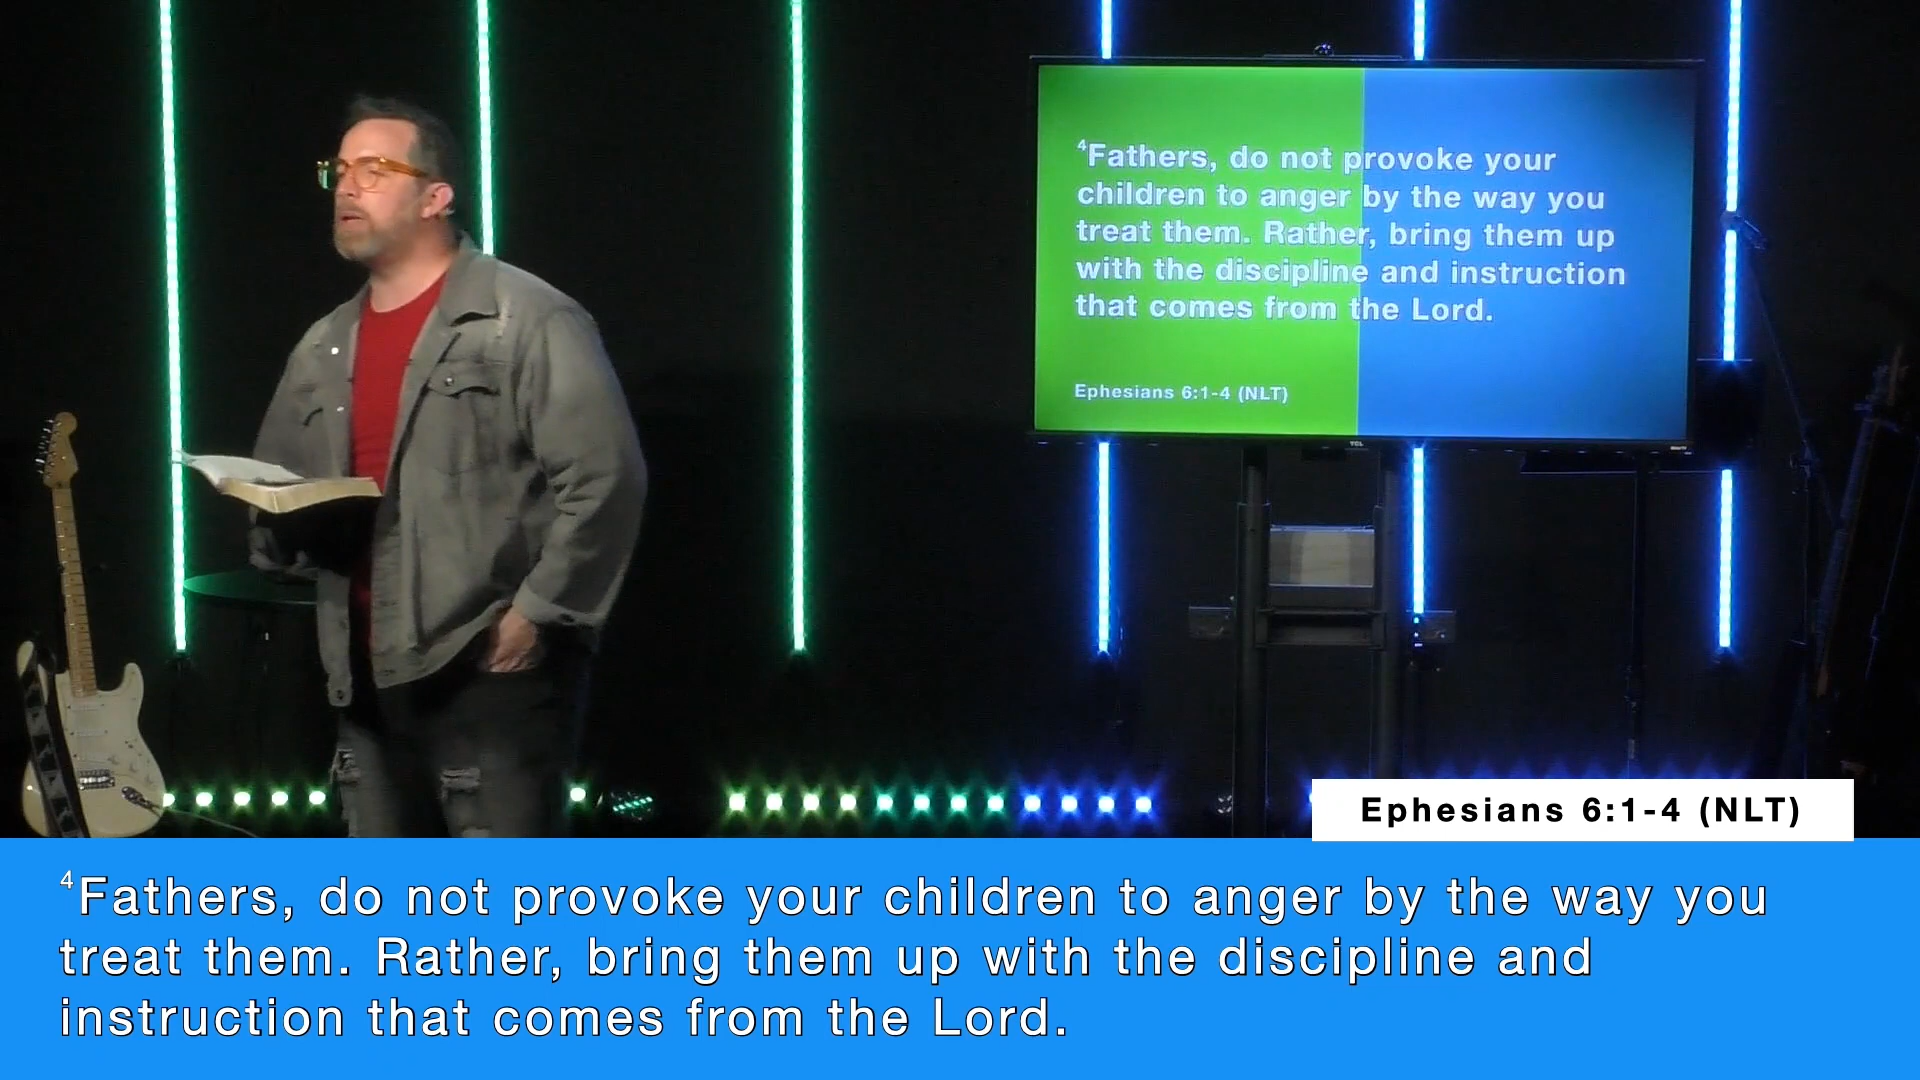 ⁴Fathers, do not provoke your
children to anger by the way you
treat them. Rather, bring them up
with the discipline and instruction
that comes from the Lord.
Ephesians 6:1-4 (NLT)
TCL
Ephesians 6:1-4 (NLT)
⁴Fathers, do not provoke your children to anger by the way you
treat them. Rather, bring them up with the discipline and
instruction that comes from the Lord.